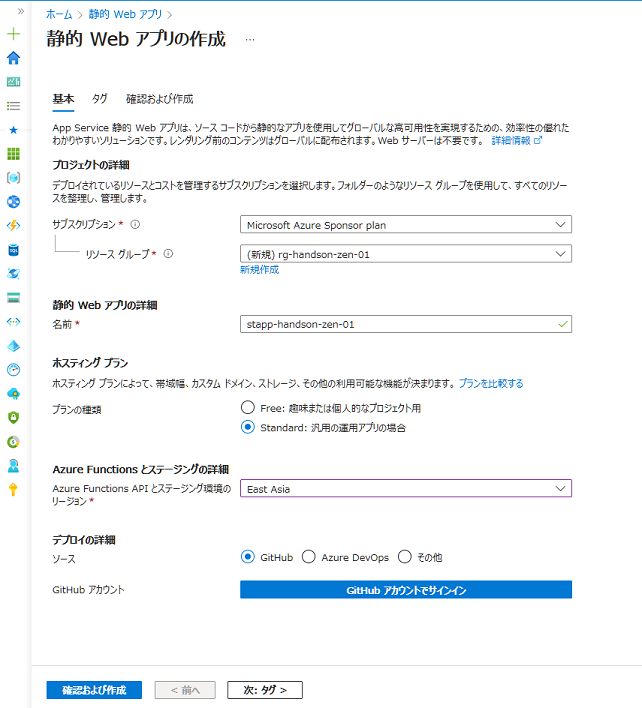 ホーム > 静的 Web アプリ >
静的 Web アプリの作成 …
基本 タグ 確認および作成
App Service 静的 Web アプリは、ソース コードから静的なアプリを使用してグローバルな高可用性を実現するための、効率性の優れた
わかりやすいソリューションです。レンダリング前のコンテンツはグローバルに配布されます。Web サーバーは不要です。 詳細情報
プロジェクトの詳細
デプロイされているリソースとコストを管理するサブスクリプションを選択します。フォルダーのようなリソース グループを使用して、すべてのリソー
スを整理し、管理します。
サブスクリプション * Microsoft Azure Sponsor plan
リソース グループ * (新規) rg-handson-zen-01
新規作成
静的 Web アプリの詳細
名前 * stapp-handson-zen-01
ホスティング プラン
ホスティング プランによって、帯域幅、カスタム ドメイン、ストレージ、その他の利用可能な機能が決まります。 プランを比較する
プランの種類 Free: 趣味または個人的なプロジェクト用
Standard: 汎用の運用アプリの場合
Azure Functions とステージングの詳細
Azure Functions API とステージング環境の
リージョン * East Asia
デプロイの詳細
ソース GitHub Azure DevOps その他
GitHub アカウント GitHub アカウントでサインイン
確認および作成 < 前へ 次: タグ >